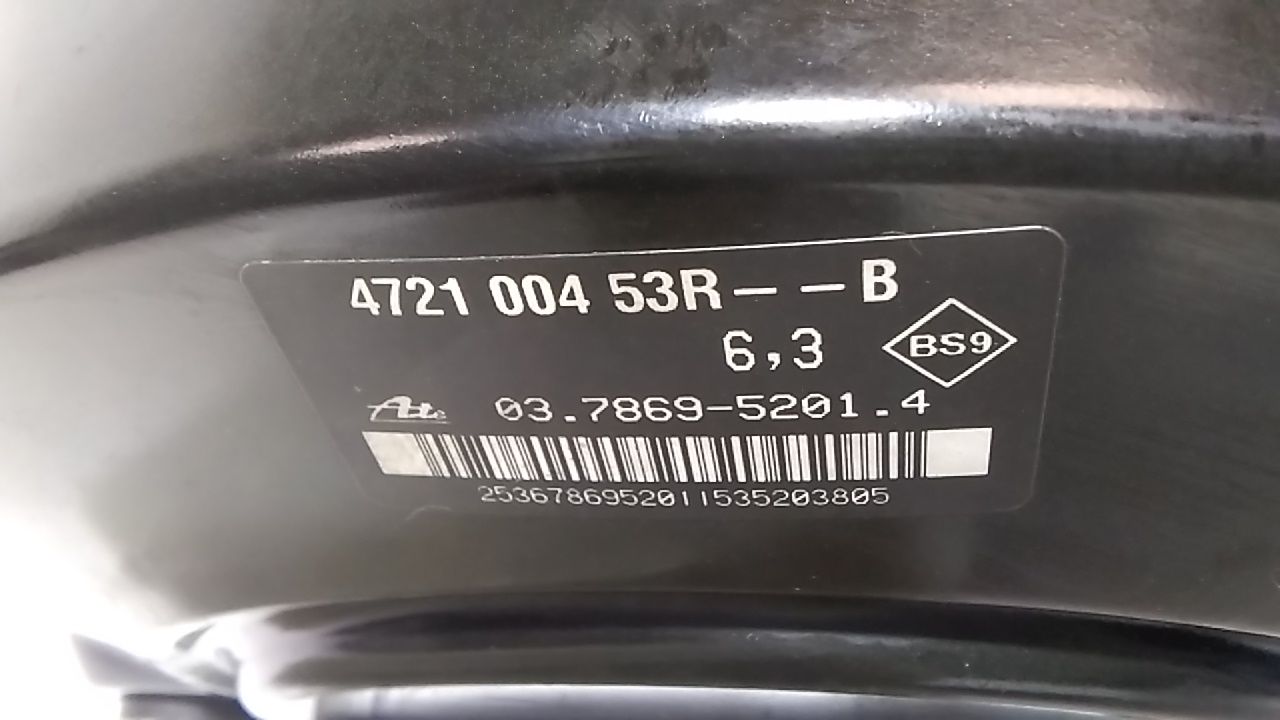 4721 004 53R--B
6,3
BS9
Ate 03.7869-5201.4
2536786952011535203805